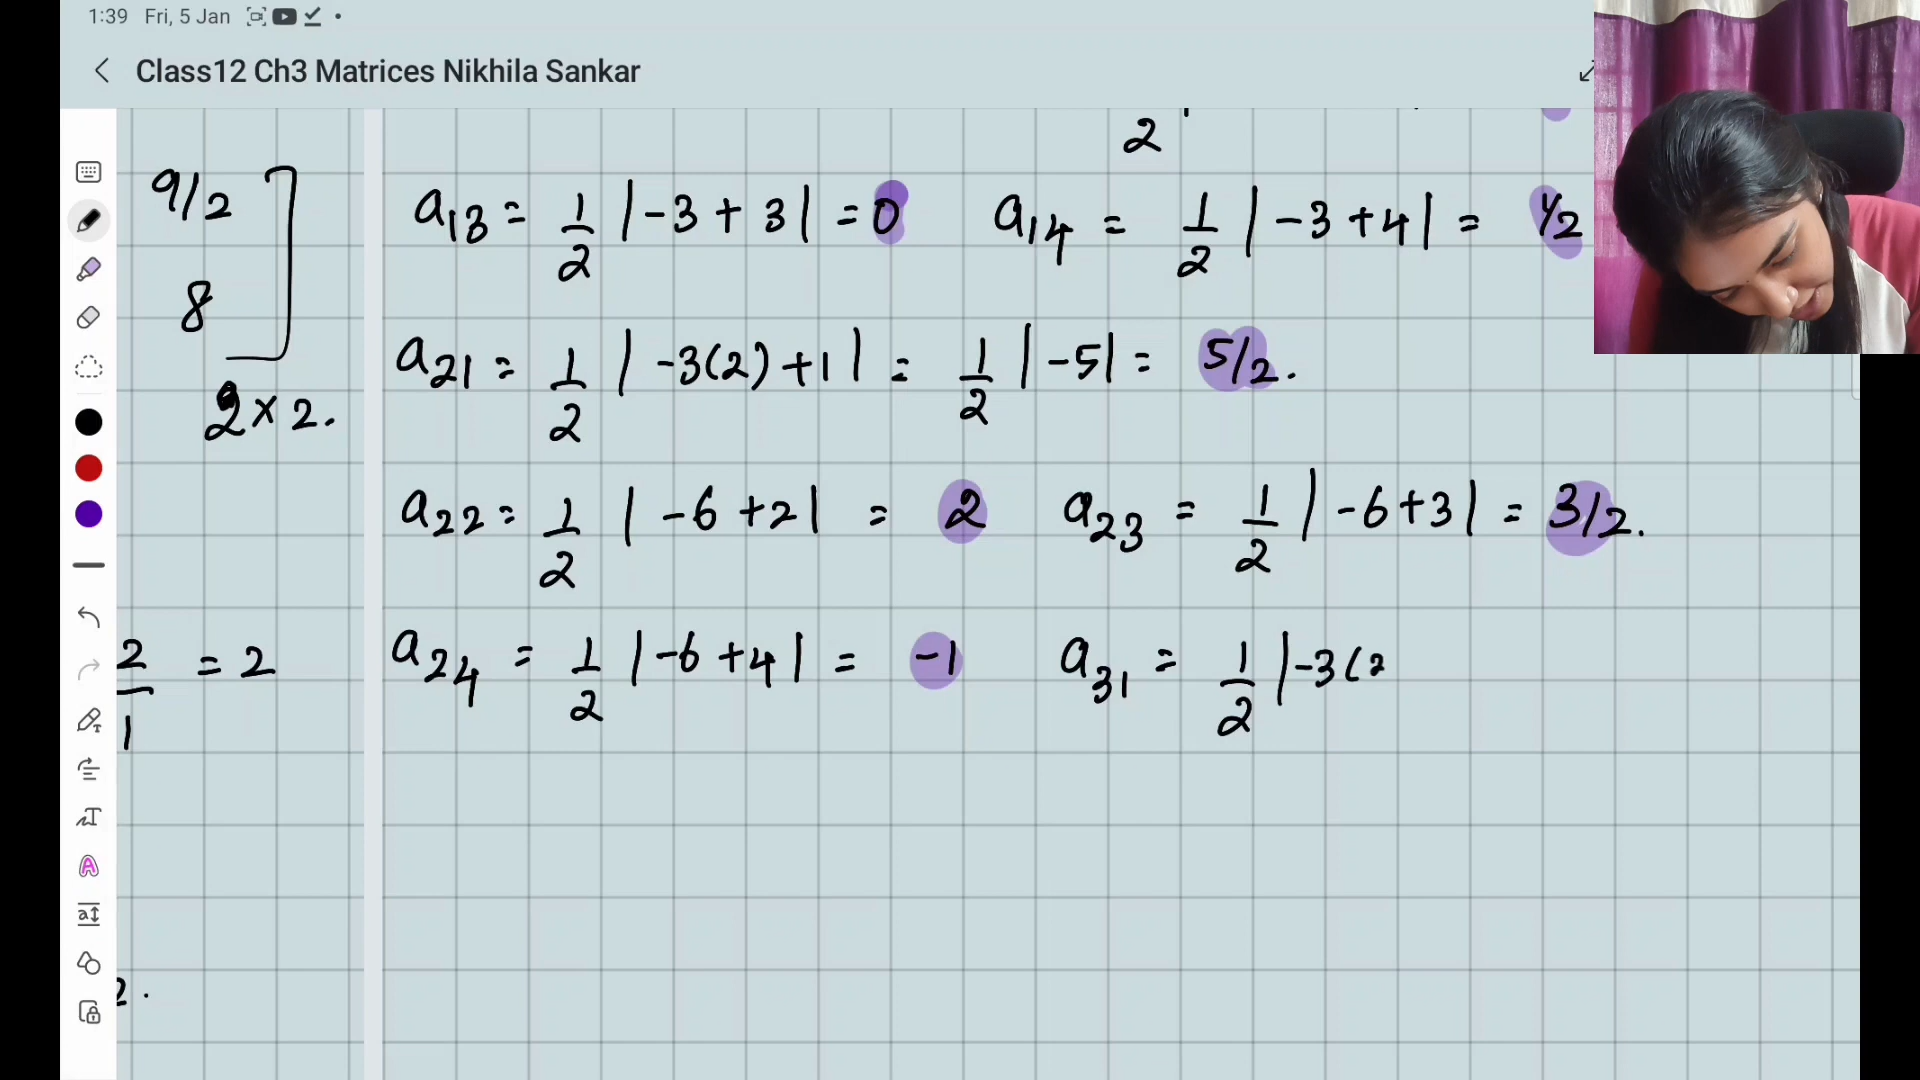 1:39 Fri, 5 Jan
Class12 Ch3 Matrices Nikhila Sankar
2
9/2
8
2 × 2.
a₁₃ = 1/2 |-3 + 3| = 0
a₁₄ = 1/2 |-3 + 4| = 1/2
a₂₁ = 1/2 |-3(2) + 1| = 1/2 |-5| = 5/2.
a₂₂ = 1/2 |-6 + 2| = 2
a₂₃ = 1/2 |-6 + 3| = 3/2.
2/1 = 2
a₂₄ = 1/2 |-6 + 4| = -1
a₃₁ = 1/2 |-3(
2.